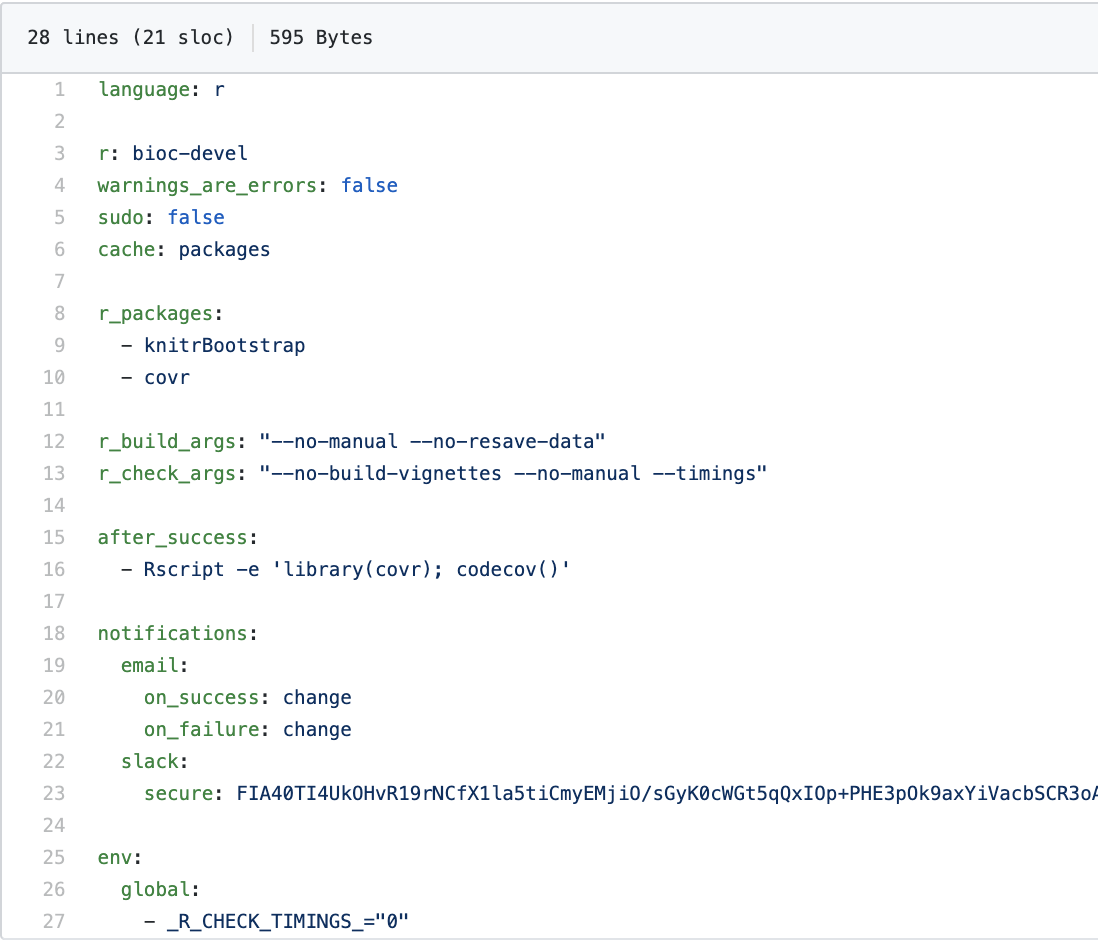 28 lines (21 sloc) 595 Bytes
1 language: r
2
3 r: bioc-devel
4 warnings_are_errors: false
5 sudo: false
6 cache: packages
7
8 r_packages:
9   - knitrBootstrap
10   - covr
11
12 r_build_args: "--no-manual --no-resave-data"
13 r_check_args: "--no-build-vignettes --no-manual --timings"
14
15 after_success:
16   - Rscript -e 'library(covr); codecov()'
17
18 notifications:
19   email:
20     on_success: change
21     on_failure: change
22   slack:
23     secure: FIA40TI4UkOHvR19rNCfX1la5tiCmyEMjiO/sGyK0cWGt5qQxIOp+PHE3pOk9axYiVacbSCR3oA
24
25 env:
26   global:
27     - _R_CHECK_TIMINGS_="0"